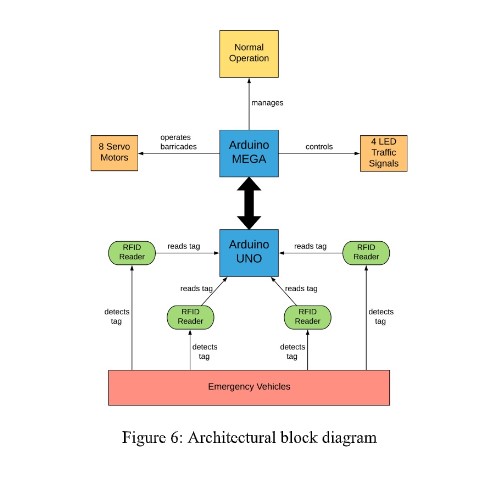 Normal
Operation
manages
Arduino
MEGA
operates
barricades
8 Servo
Motors
controls
4 LED
Traffic
Signals
Arduino
UNO
RFID
Reader
reads tag
reads tag
RFID
Reader
reads tag
reads tag
RFID
Reader
RFID
Reader
detects
tag
detects
tag
detects
tag
detects
tag
Emergency Vehicles
Figure 6: Architectural block diagram